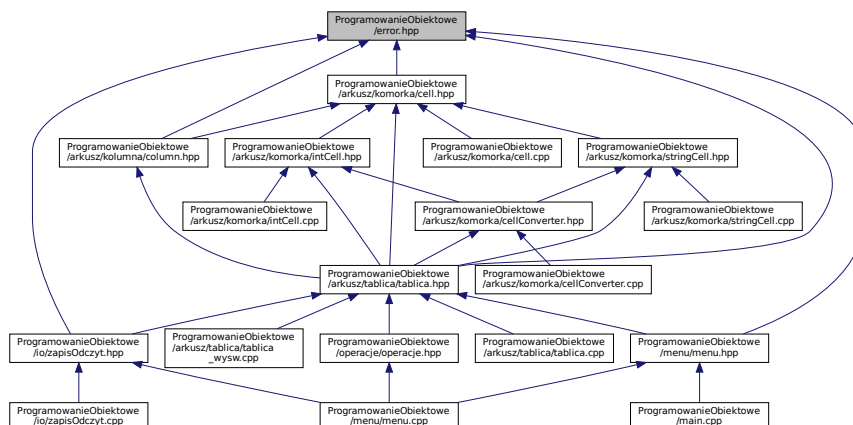 ProgramowanieObiektowe
/error.hpp
ProgramowanieObiektowe
/arkusz/komorka/cell.hpp
ProgramowanieObiektowe
/arkusz/kolumna/column.hpp
ProgramowanieObiektowe
/arkusz/komorka/intCell.hpp
ProgramowanieObiektowe
/arkusz/komorka/cell.cpp
ProgramowanieObiektowe
/arkusz/komorka/stringCell.hpp
ProgramowanieObiektowe
/arkusz/komorka/intCell.cpp
ProgramowanieObiektowe
/arkusz/komorka/cellConverter.hpp
ProgramowanieObiektowe
/arkusz/komorka/stringCell.cpp
ProgramowanieObiektowe
/arkusz/tablica/tablica.hpp
ProgramowanieObiektowe
/arkusz/komorka/cellConverter.cpp
ProgramowanieObiektowe
/io/zapisOdczyt.hpp
ProgramowanieObiektowe
/arkusz/tablica/tablica
_wysw.cpp
ProgramowanieObiektowe
/operacje/operacje.hpp
ProgramowanieObiektowe
/arkusz/tablica/tablica.cpp
ProgramowanieObiektowe
/menu/menu.hpp
ProgramowanieObiektowe
/io/zapisOdczyt.cpp
ProgramowanieObiektowe
/menu/menu.cpp
ProgramowanieObiektowe
/main.cpp